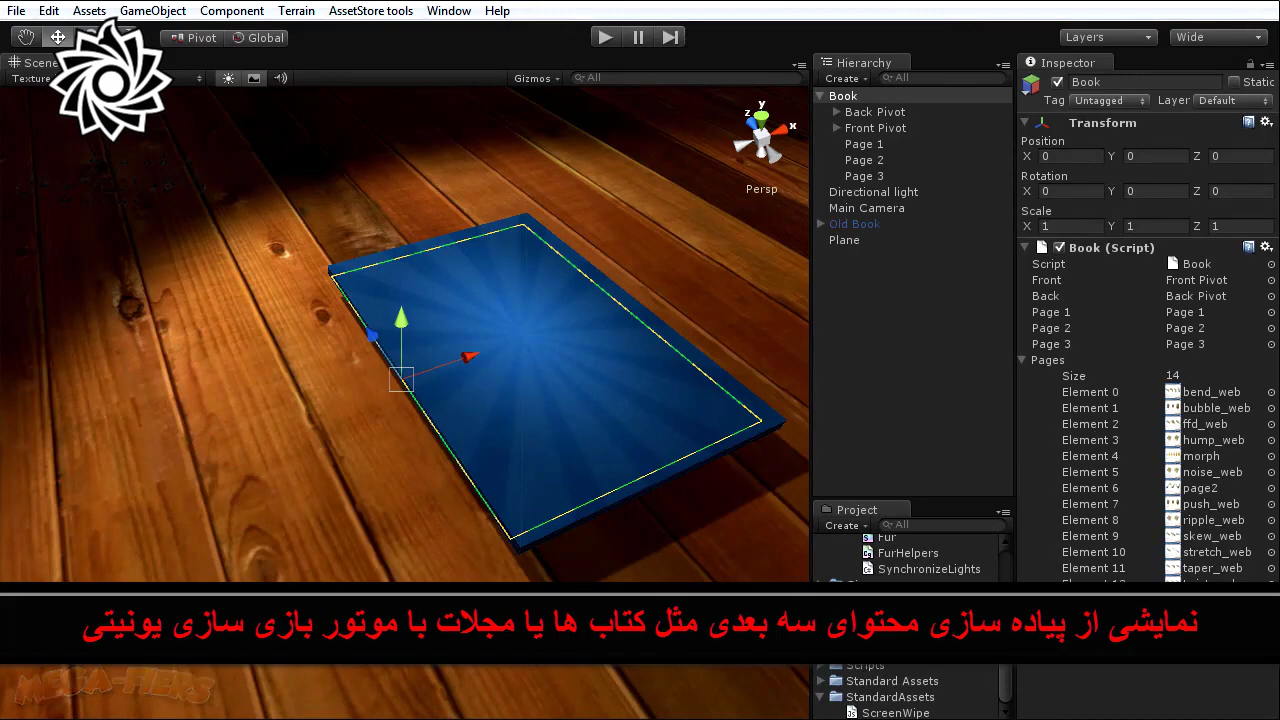 File Edit Assets GameObject Component Terrain AssetStore tools Window Help
Pivot Global Layers Wide
Scene
Texture Gizmos All
y
z x
Persp
Hierarchy
Create All
Book
Back Pivot
Front Pivot
Page 1
Page 2
Page 3
Directional light
Main Camera
Old Book
Plane
Project
Create All
Fur
FurHelpers
SynchronizeLights
Inspector
Book Static
Tag Untagged Layer Default
Transform
Position
X 0 Y 0 Z 0
Rotation
X 0 Y 0 Z 0
Scale
X 1 Y 1 Z 1
Book (Script)
Script Book
Front Front Pivot
Back Back Pivot
Page 1 Page 1
Page 2 Page 2
Page 3 Page 3
Pages
Size 14
Element 0 bend_web
Element 1 bubble_web
Element 2 ffd_web
Element 3 hump_web
Element 4 morph
Element 5 noise_web
Element 6 page2
Element 7 push_web
Element 8 ripple_web
Element 9 skew_web
Element 10 stretch_web
Element 11 taper_web
نمایشی از پیاده سازی محتوای سه بعدی مثل کتاب ها یا مجلات با موتور بازی سازی یونیتی
MEGA-FIERS
Scripts
Standard Assets
StandardAssets
ScreenWipe